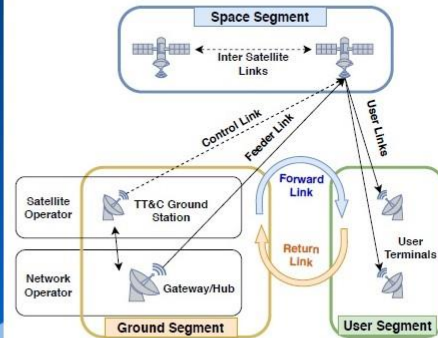 Space Segment
Inter Satellite
Links
Control Link
Feeder Link
User Links
Satellite
Operator
TT&C Ground
Station
Forward
Link
Return
Link
User
Terminals
Network
Operator
Gateway/Hub
Ground Segment
User Segment